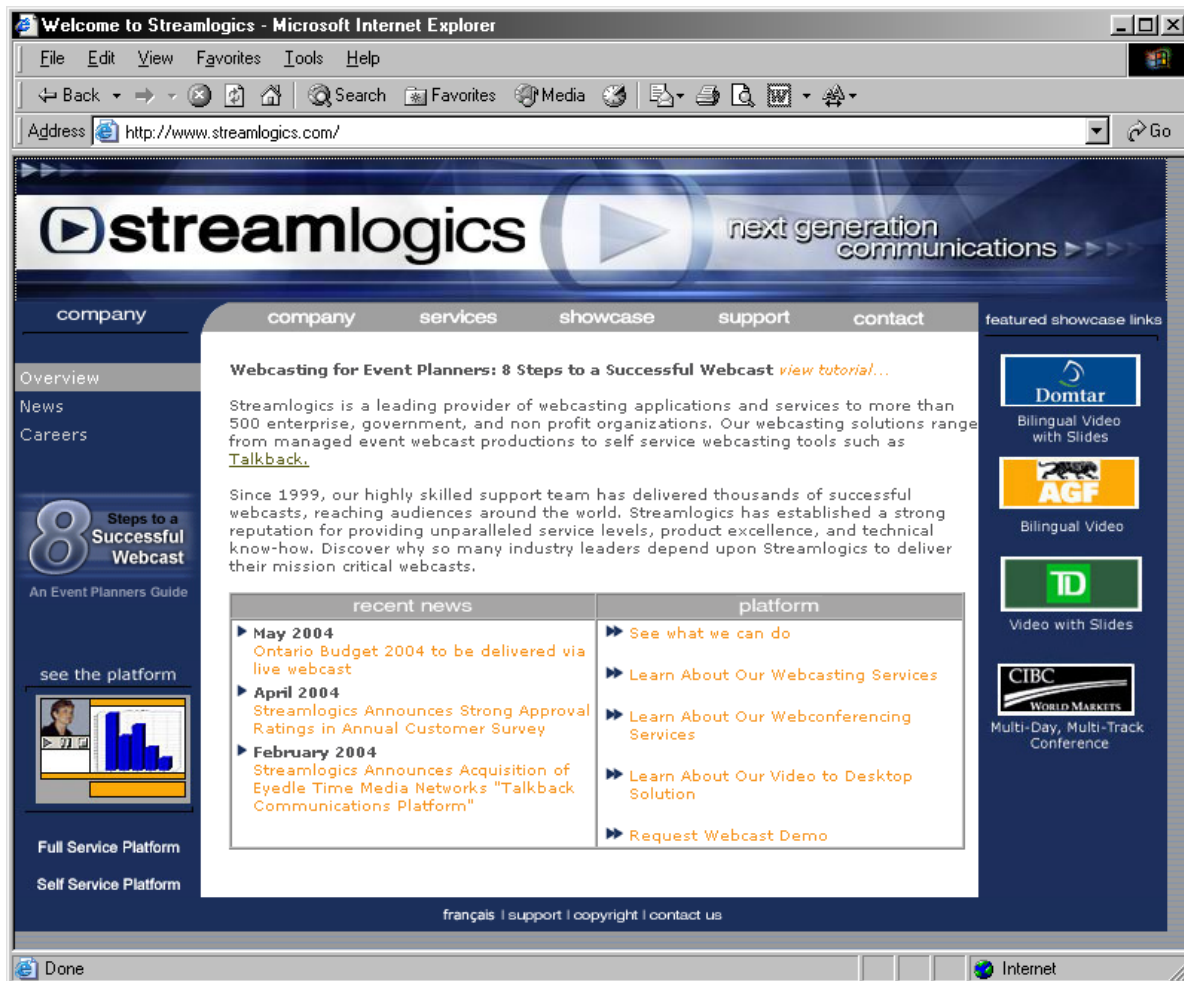 Welcome to Streamlogics - Microsoft Internet Explorer
File Edit View Favorites Tools Help
Back Search Favorites Media
Address http://www.streamlogics.com/ Go
streamlogics
next generation
communications
company
company services showcase support contact
featured showcase links
Overview
News
Careers
8 Steps to a
Successful
Webcast
An Event Planners Guide
see the platform
Full Service Platform
Self Service Platform
Webcasting for Event Planners: 8 Steps to a Successful Webcast view tutorial...
Streamlogics is a leading provider of webcasting applications and services to more than
500 enterprise, government, and non profit organizations. Our webcasting solutions range
from managed event webcast productions to self service webcasting tools such as
Talkback.
Since 1999, our highly skilled support team has delivered thousands of successful
webcasts, reaching audiences around the world. Streamlogics has established a strong
reputation for providing unparalleled service levels, product excellence, and technical
know-how. Discover why so many industry leaders depend upon Streamlogics to deliver
their mission critical webcasts.
recent news
May 2004
Ontario Budget 2004 to be delivered via
live webcast
April 2004
Streamlogics Announces Strong Approval
Ratings in Annual Customer Survey
February 2004
Streamlogics Announces Acquisition of
Eyedle Time Media Networks "Talkback
Communications Platform"
platform
See what we can do
Learn About Our Webcasting Services
Learn About Our Webconferencing
Services
Learn About Our Video to Desktop
Solution
Request Webcast Demo
Domtar
Bilingual Video
with Slides
AGF
Bilingual Video
TD
Video with Slides
CIBC
World Markets
Multi-Day, Multi-Track
Conference
français | support | copyright | contact us
Done
Internet